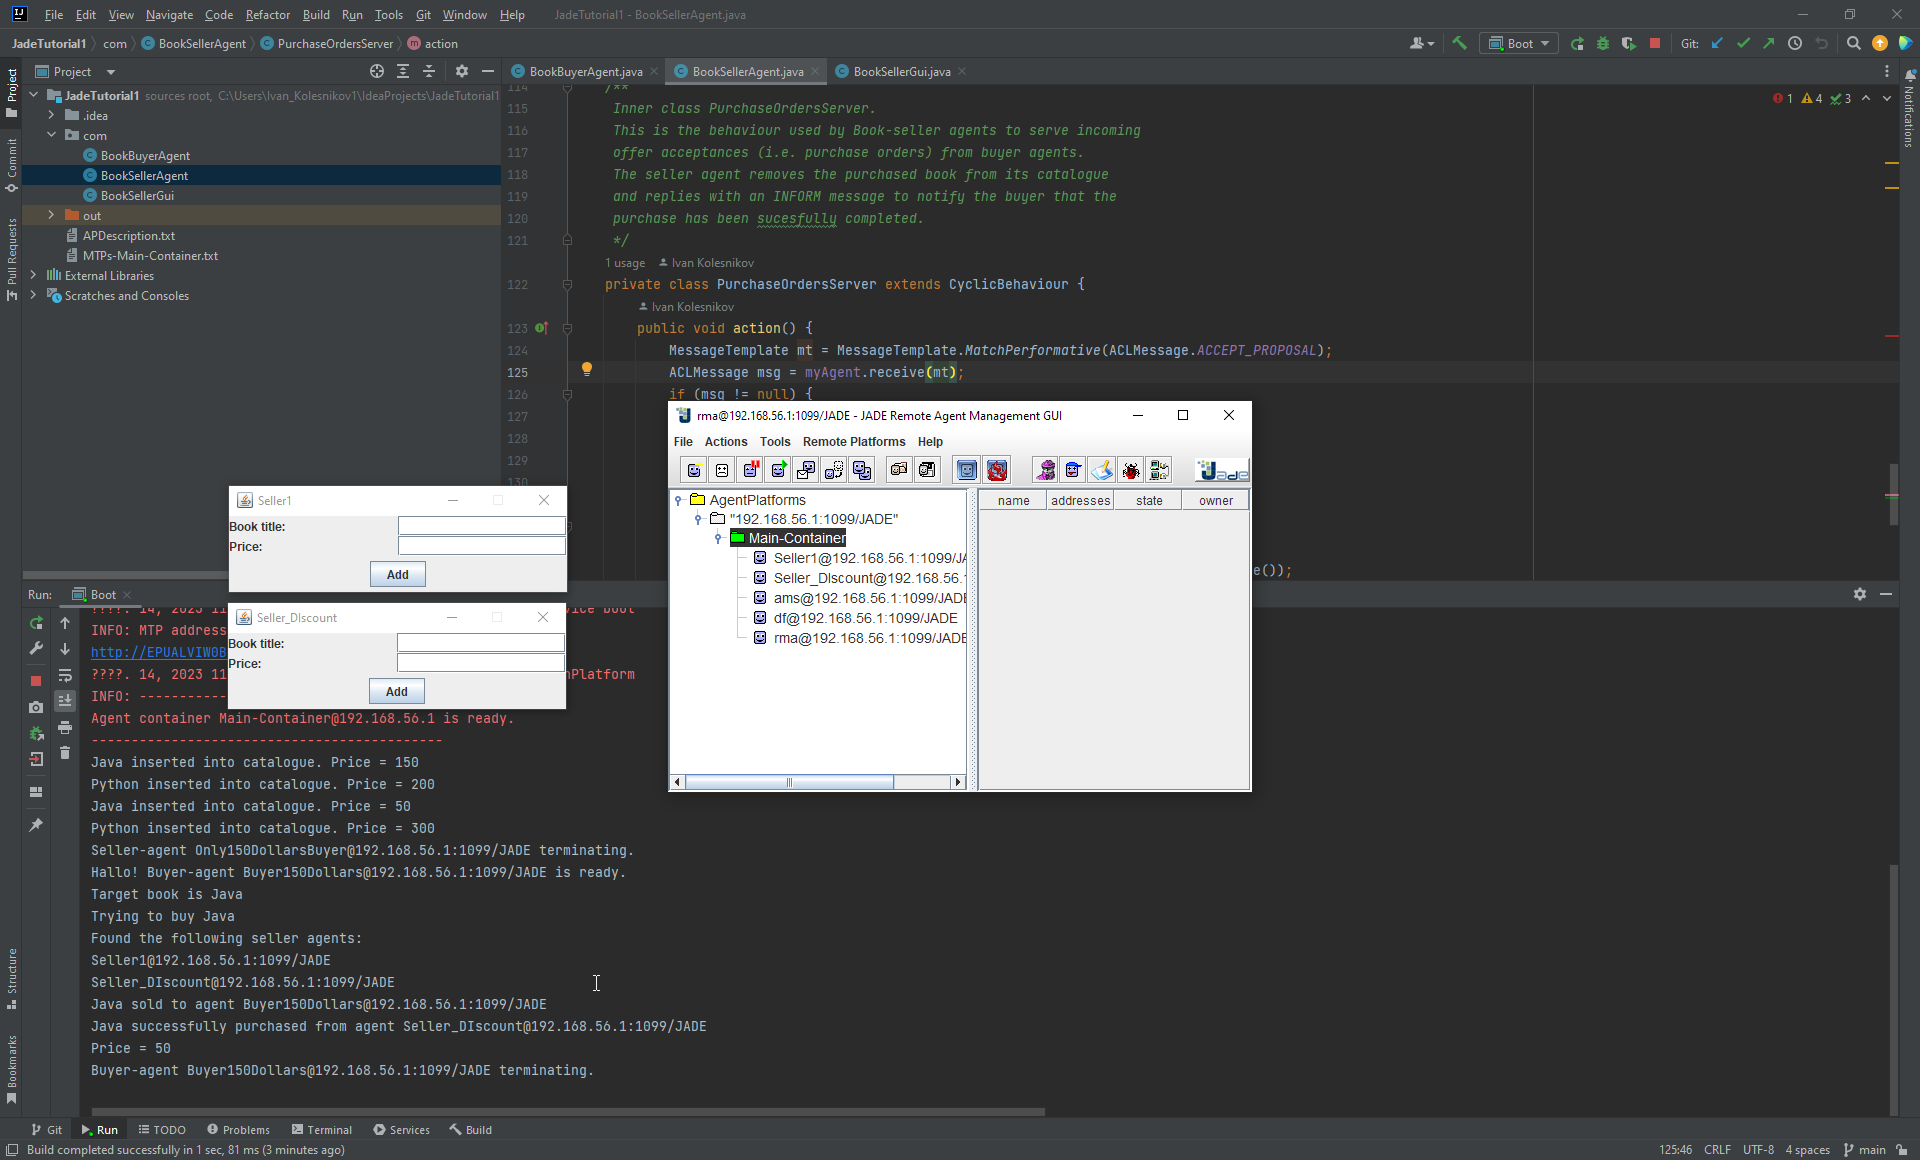 File Edit View Navigate Code Refactor Build Run Tools Git Window Help JadeTutorial1 - BookSellerAgent.java
JadeTutorial1 com BookSellerAgent PurchaseOrdersServer action
Boot
Git:
Project
BookBuyerAgent.java BookSellerAgent.java BookSellerGui.java
JadeTutorial1 sources root, C:\Users\Ivan_Kolesnikov1\IdeaProjects\JadeTutorial1
.idea
com
BookBuyerAgent
BookSellerAgent
BookSellerGui
out
APDescription.txt
MTPs-Main-Container.txt
External Libraries
Scratches and Consoles
Project
Commit
Pull Requests
Structure
Bookmarks
Notifications
1 4 3
114 /**
115 Inner class PurchaseOrdersServer.
116 This is the behaviour used by Book-seller agents to serve incoming
117 offer acceptances (i.e. purchase orders) from buyer agents.
118 The seller agent removes the purchased book from its catalogue
119 and replies with an INFORM message to notify the buyer that the
120 purchase has been sucesfully completed.
121 */
1 usage Ivan Kolesnikov
122 private class PurchaseOrdersServer extends CyclicBehaviour {
Ivan Kolesnikov
123 public void action() {
124 MessageTemplate mt = MessageTemplate.MatchPerformative(ACLMessage.ACCEPT_PROPOSAL);
125 ACLMessage msg = myAgent.receive(mt);
126 if (msg != null) {
127
128
129
130
e());
rma@192.168.56.1:1099/JADE - JADE Remote Agent Management GUI
File Actions Tools Remote Platforms Help
Jade
AgentPlatforms
"192.168.56.1:1099/JADE"
Main-Container
Seller1@192.168.56.1:1099/JA
Seller_DIscount@192.168.56.
ams@192.168.56.1:1099/JADE
df@192.168.56.1:1099/JADE
rma@192.168.56.1:1099/JADE
name addresses state owner
Seller1
Book title:
Price:
Add
Seller_DIscount
Book title:
Price:
Add
Run: Boot
????. 14, 2023 11 vice boot
INFO: MTP address
http://EPUALVIW0B
????. 14, 2023 11 nPlatform
INFO: -----------
Agent container Main-Container@192.168.56.1 is ready.
--------------------------------------------
Java inserted into catalogue. Price = 150
Python inserted into catalogue. Price = 200
Java inserted into catalogue. Price = 50
Python inserted into catalogue. Price = 300
Seller-agent Only150DollarsBuyer@192.168.56.1:1099/JADE terminating.
Hallo! Buyer-agent Buyer150Dollars@192.168.56.1:1099/JADE is ready.
Target book is Java
Trying to buy Java
Found the following seller agents:
Seller1@192.168.56.1:1099/JADE
Seller_DIscount@192.168.56.1:1099/JADE
Java sold to agent Buyer150Dollars@192.168.56.1:1099/JADE
Java successfully purchased from agent Seller_DIscount@192.168.56.1:1099/JADE
Price = 50
Buyer-agent Buyer150Dollars@192.168.56.1:1099/JADE terminating.
Git Run TODO Problems Terminal Services Build
Build completed successfully in 1 sec, 81 ms (3 minutes ago) 125:46 CRLF UTF-8 4 spaces main